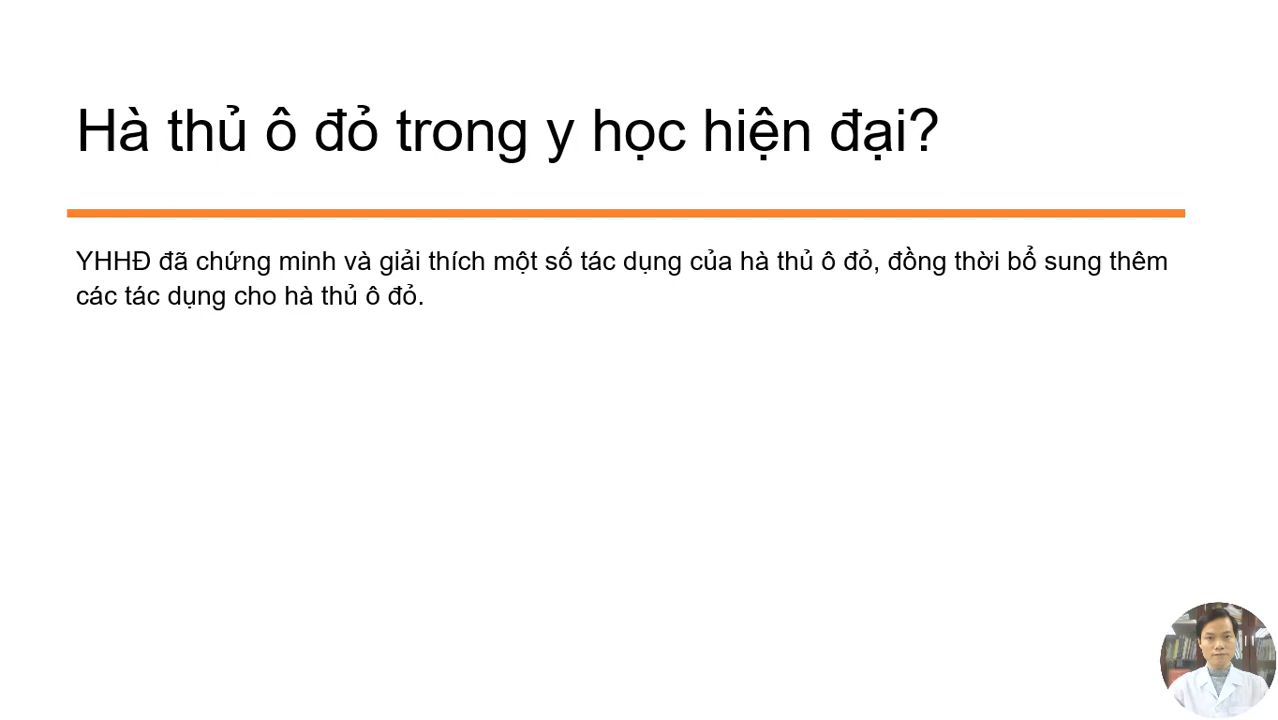 Hà thủ ô đỏ trong y học hiện đại?
YHHĐ đã chứng minh và giải thích một số tác dụng của hà thủ ô đỏ, đồng thời bổ sung thêm
các tác dụng cho hà thủ ô đỏ.